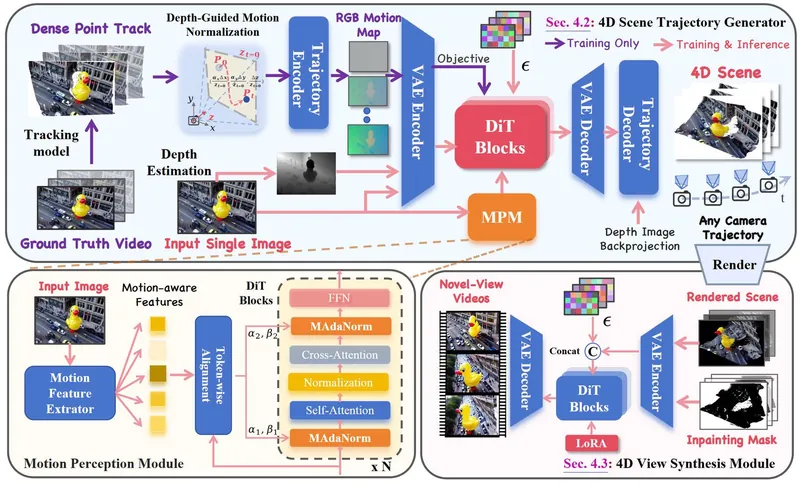 Dense Point Track
Depth-Guided Motion
Normalization
RGB Motion
Map
Sec. 4.2: 4D Scene Trajectory Generator
Training Only
Training & Inference
Objective
ϵ
4D Scene
Trajectory
Encoder
VAE Encoder
DiT
Blocks
VAE Decoder
Trajectory
Decoder
Tracking
model
Depth
Estimation
MPM
Ground Truth Video
Input Single Image
Depth Image
Backprojection
t
Any Camera
Trajectory
Render
Input Image
Motion-aware
Features
DiT
Blocks
FFN
MAdaNorm
α2, β2
Cross-Attention
Normalization
Self-Attention
α1, β1
MAdaNorm
Token-wise
Alignment
Motion
Feature
Extrator
Motion Perception Module
x N
Novel-View
Videos
ϵ
Rendered Scene
Concat
C
VAE Decoder
DiT
Blocks
VAE Encoder
LoRA
Inpainting Mask
Sec. 4.3: 4D View Synthesis Module